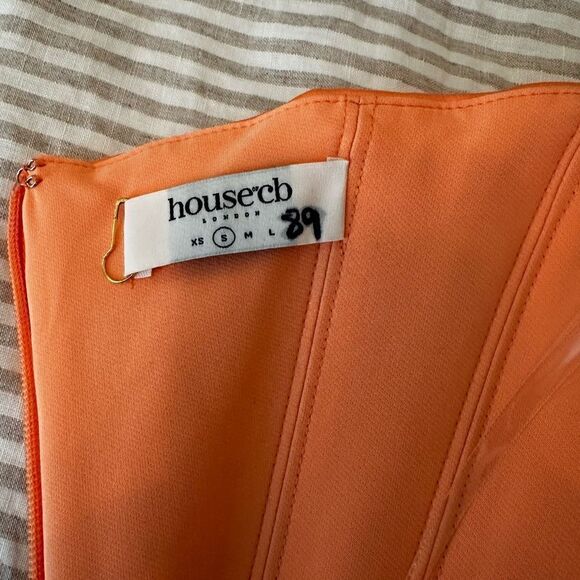 house of cb
LONDON
XS S M L 89